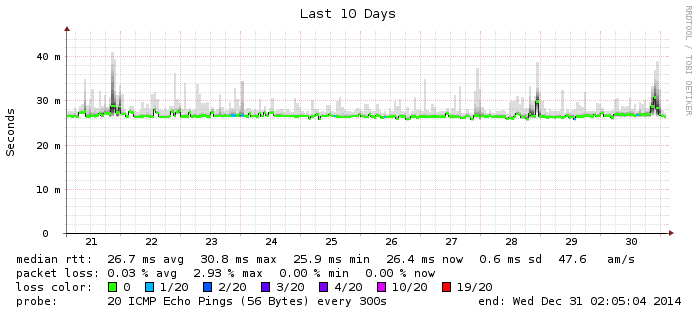 Last 10 Days
RRDTOOL / TOBI OETIKER
Seconds
40 m
30 m
20 m
10 m
0
21 22 23 24 25 26 27 28 29 30
median rtt: 26.7 ms avg 30.8 ms max 25.9 ms min 26.4 ms now 0.6 ms sd 47.6 am/s
packet loss: 0.03 % avg 2.93 % max 0.00 % min 0.00 % now
loss color: 0 1/20 2/20 3/20 4/20 10/20 19/20
probe: 20 ICMP Echo Pings (56 Bytes) every 300s end: Wed Dec 31 02:05:04 2014